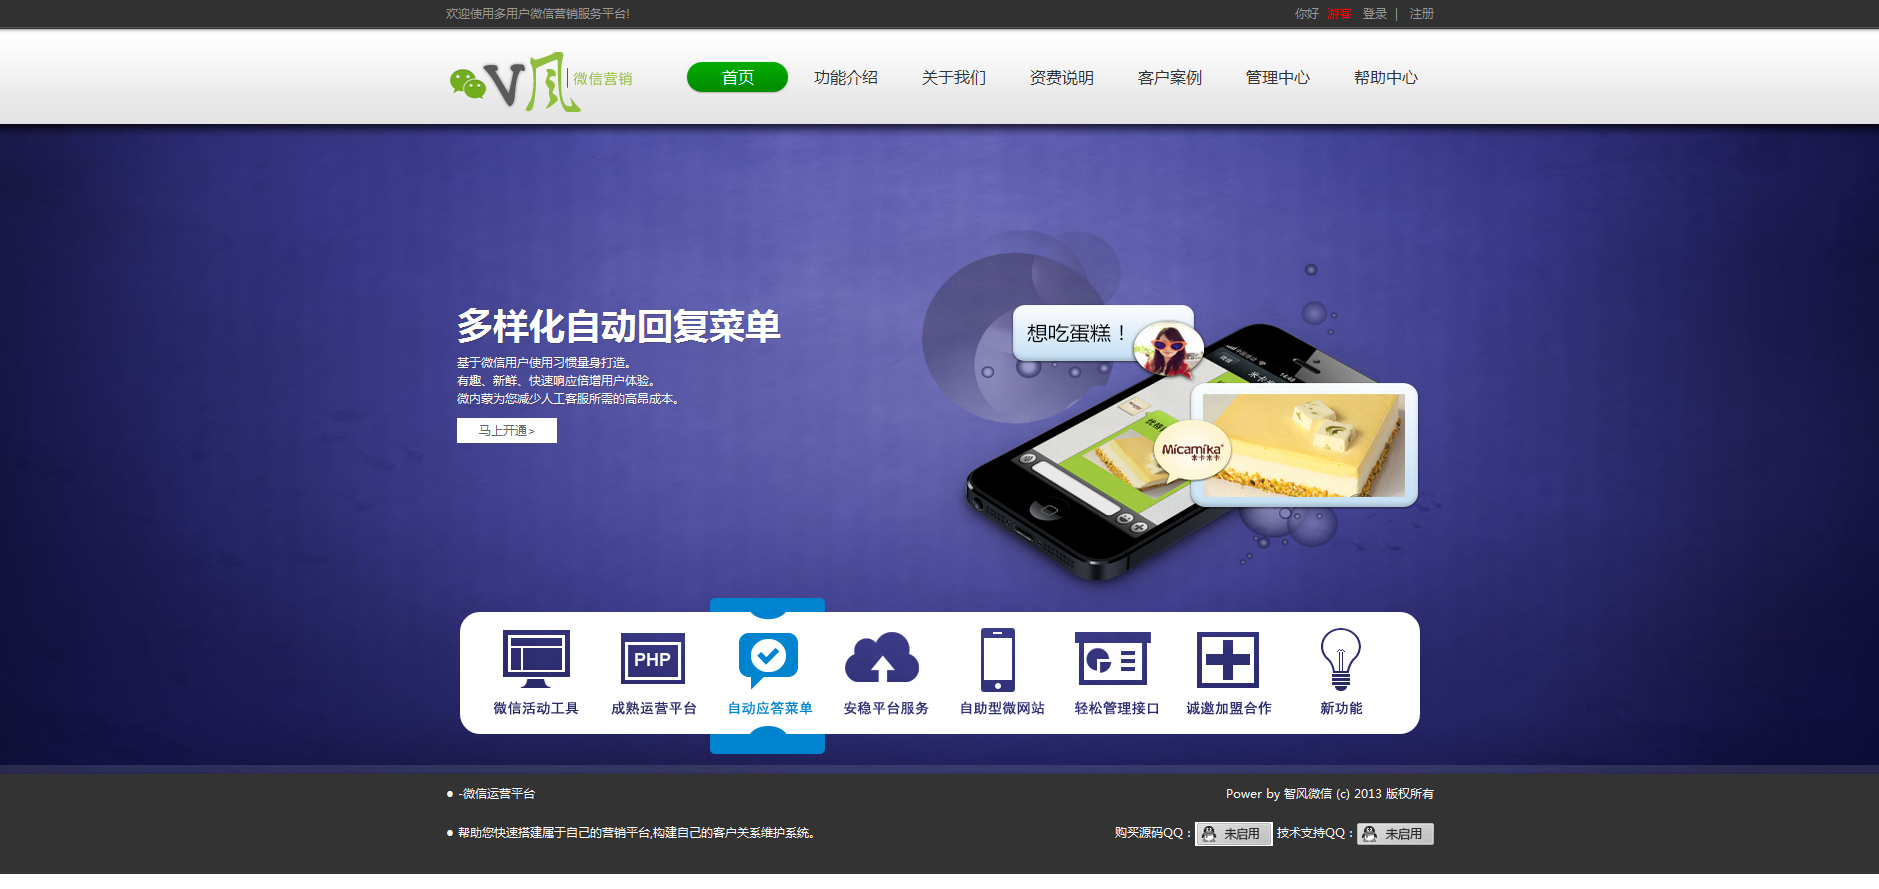 欢迎使用多用户微信营销服务平台!
你好 游客 登录 | 注册
V风 微信营销
首页 功能介绍 关于我们 资费说明 客户案例 管理中心 帮助中心
想吃蛋糕！
多样化自动回复菜单
基于微信用户使用习惯量身打造。
有趣、新鲜、快速响应倍增用户体验。
微内蒙为您减少人工客服所需的高昂成本。
马上开通>
Micamika
米卡米卡
PHP
微信活动工具 成熟运营平台 自动应答菜单 安稳平台服务 自助型微网站 轻松管理接口 诚邀加盟合作 新功能
● -微信运营平台
Power by 智风微信 (c) 2013 版权所有
● 帮助您快速搭建属于自己的营销平台,构建自己的客户关系维护系统。
购买源码QQ： 未启用 技术支持QQ： 未启用